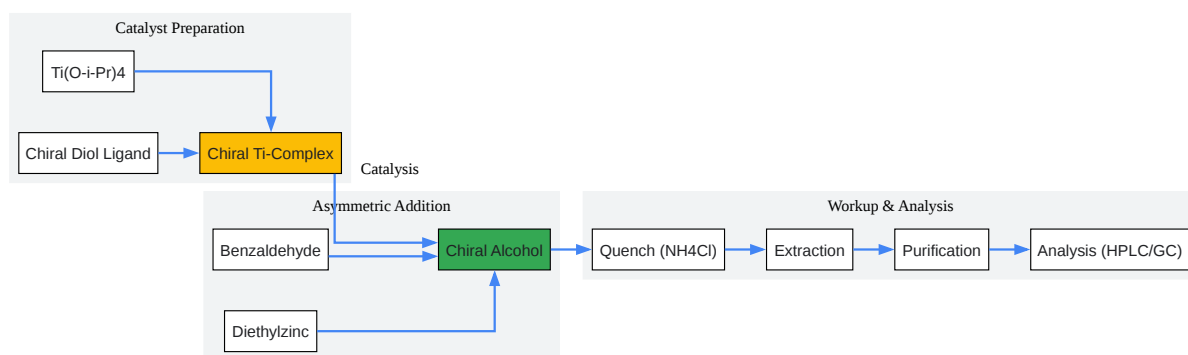 Catalyst Preparation
Ti(O-i-Pr)4
Chiral Diol Ligand
Chiral Ti-Complex
Catalysis
Asymmetric Addition
Benzaldehyde
Chiral Alcohol
Diethylzinc
Workup & Analysis
Quench (NH4Cl)
Extraction
Purification
Analysis (HPLC/GC)